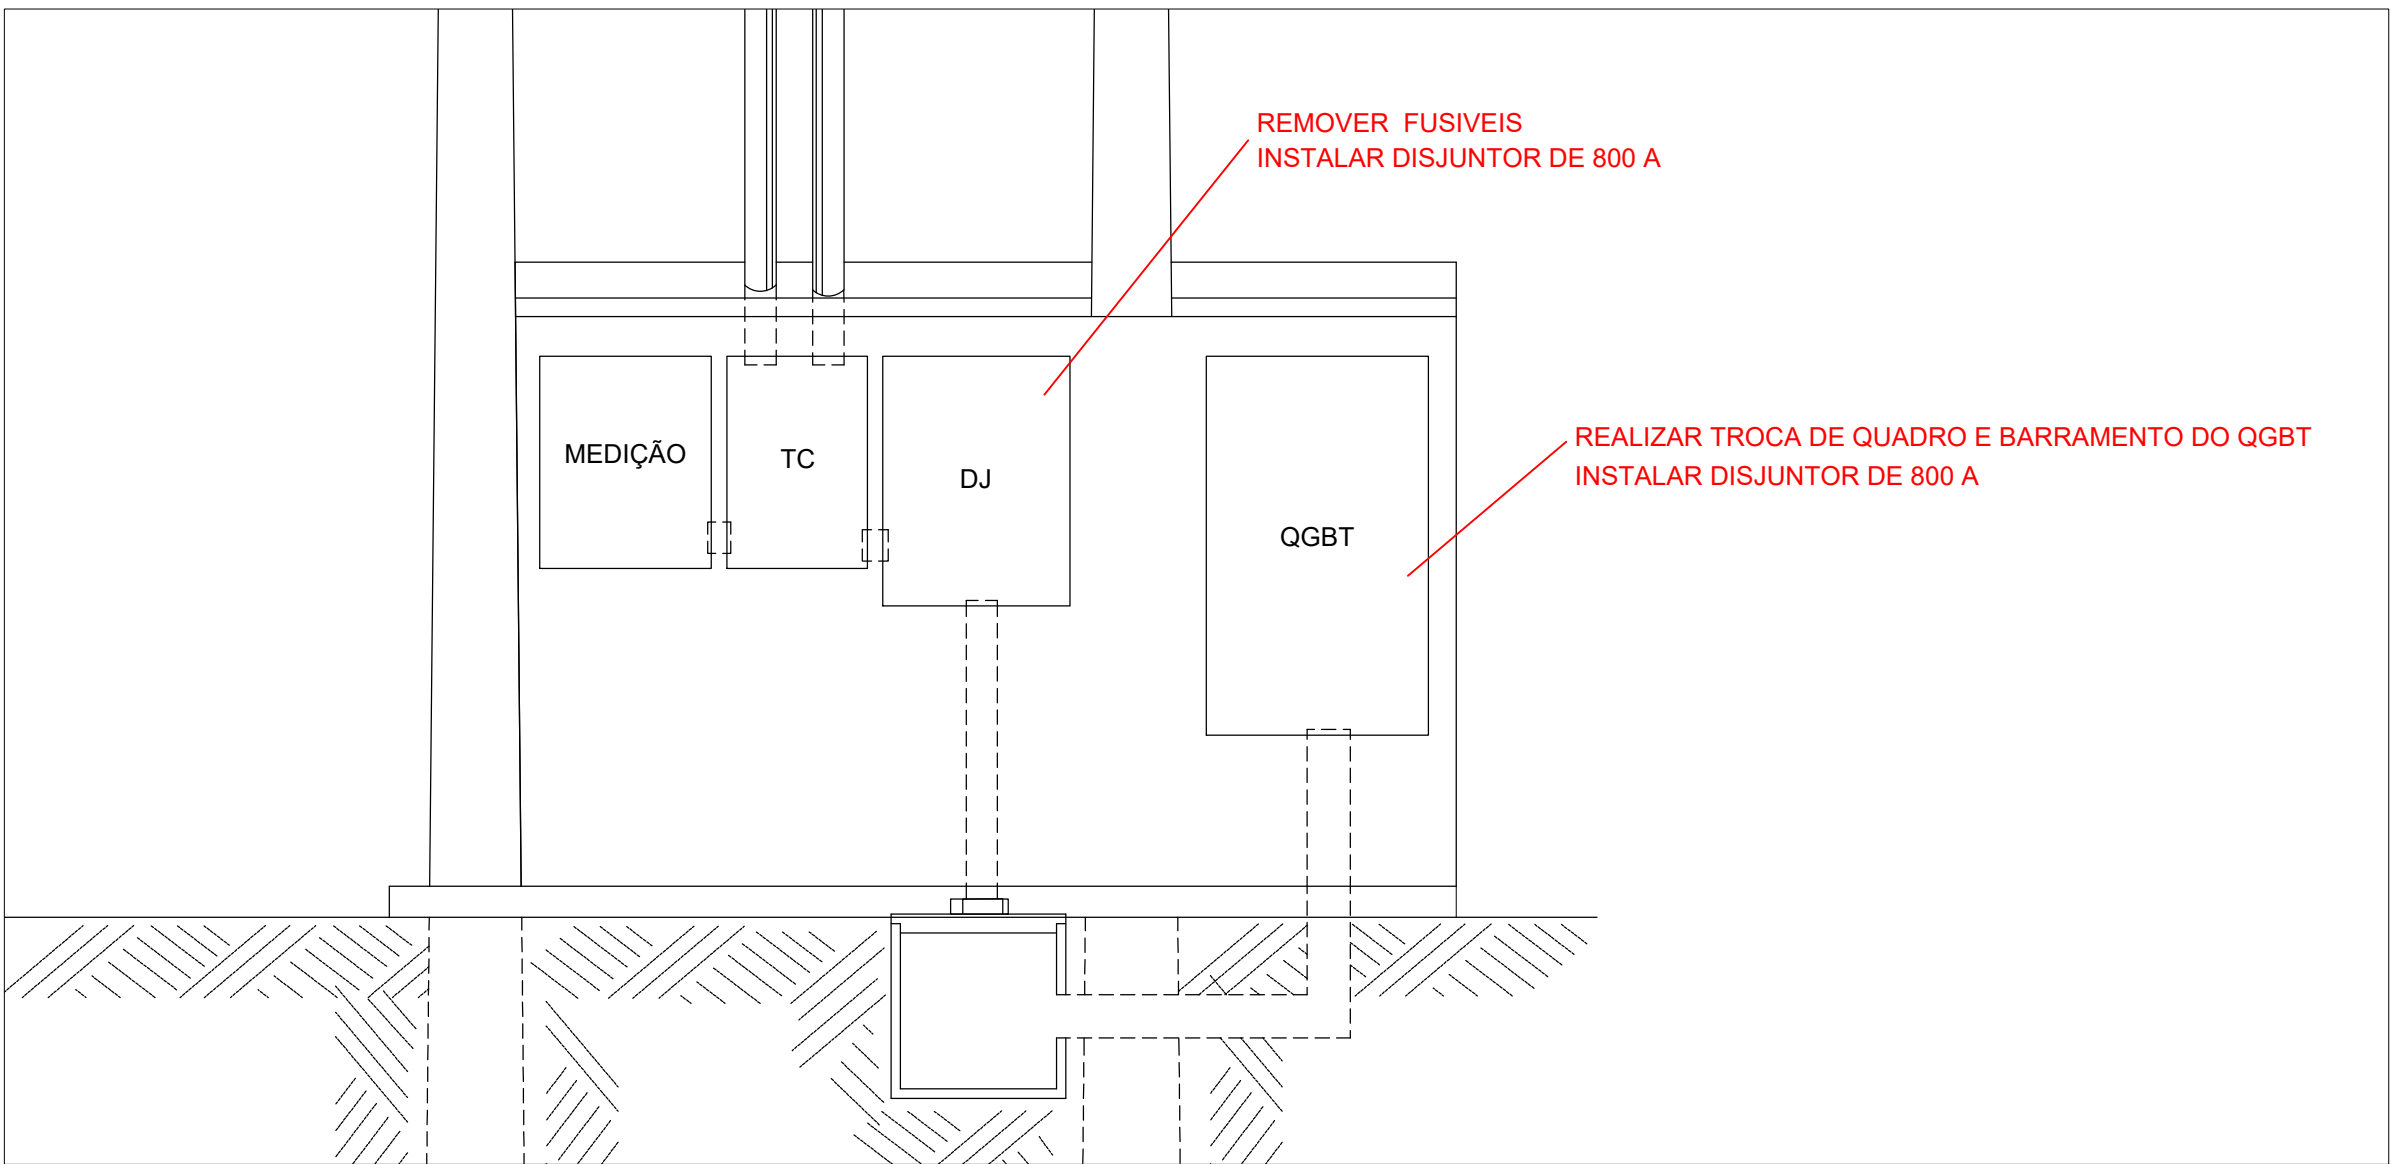 REMOVER  FUSIVEIS
INSTALAR DISJUNTOR DE 800 A
MEDIÇÃO
TC
DJ
QGBT
REALIZAR TROCA DE QUADRO E BARRAMENTO DO QGBT
INSTALAR DISJUNTOR DE 800 A